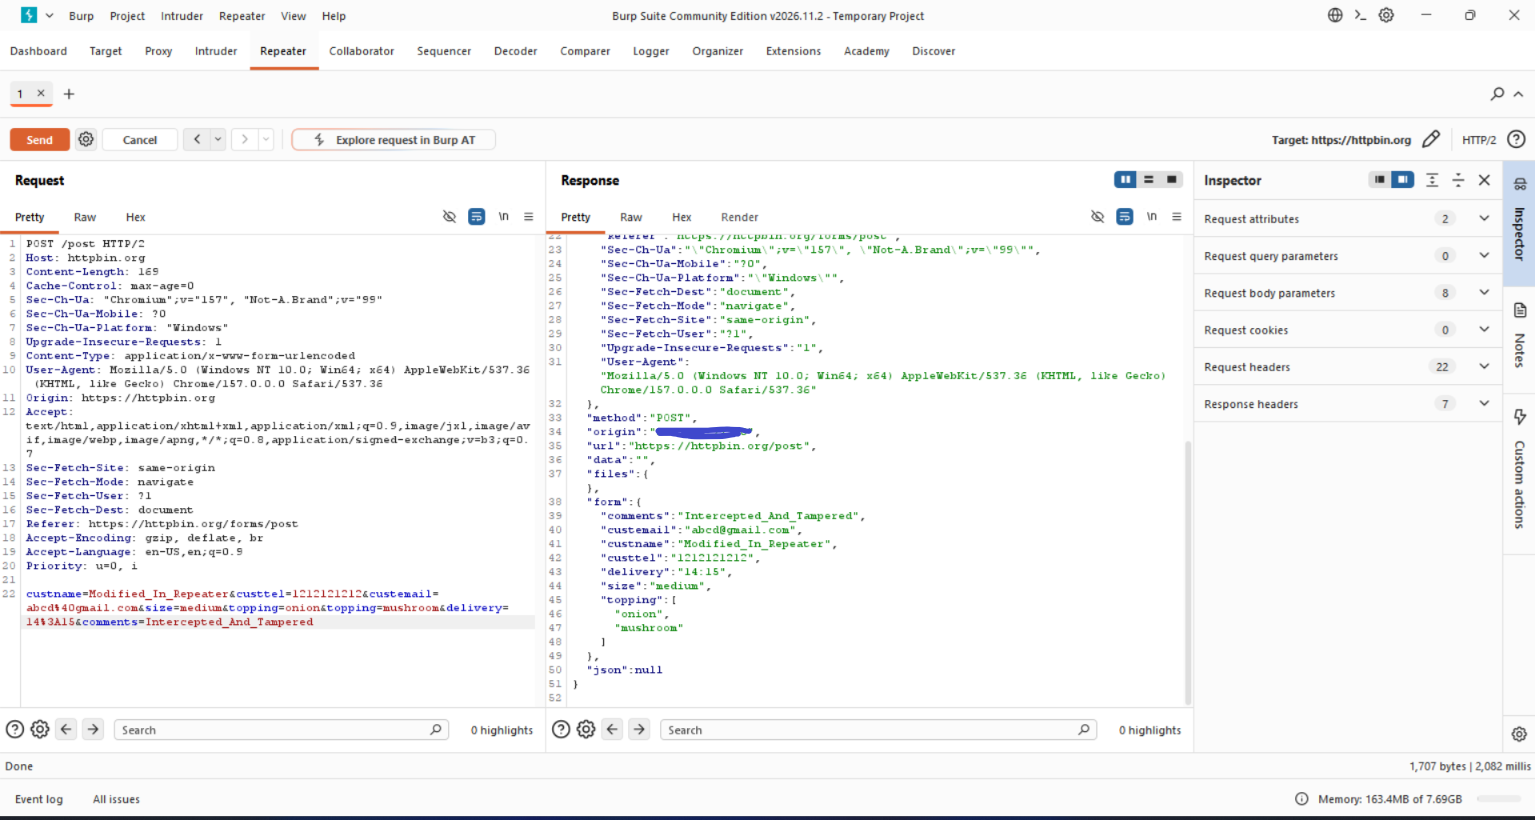 Burp Project Intruder Repeater View Help
Burp Suite Community Edition v2026.11.2 - Temporary Project
Dashboard Target Proxy Intruder Repeater Collaborator Sequencer Decoder Comparer Logger Organizer Extensions Academy Discover
1 × +
Send Cancel < > Explore request in Burp AT
Target: https://httpbin.org HTTP/2
Request
Pretty Raw Hex \n
1 POST /post HTTP/2
2 Host: httpbin.org
3 Content-Length: 169
4 Cache-Control: max-age=0
5 Sec-Ch-Ua: "Chromium";v="157", "Not-A.Brand";v="99"
6 Sec-Ch-Ua-Mobile: ?0
7 Sec-Ch-Ua-Platform: "Windows"
8 Upgrade-Insecure-Requests: 1
9 Content-Type: application/x-www-form-urlencoded
10 User-Agent: Mozilla/5.0 (Windows NT 10.0; Win64; x64) AppleWebKit/537.36
(KHTML, like Gecko) Chrome/157.0.0.0 Safari/537.36
11 Origin: https://httpbin.org
12 Accept:
text/html,application/xhtml+xml,application/xml;q=0.9,image/jxl,image/av
if,image/webp,image/apng,*/*;q=0.8,application/signed-exchange;v=b3;q=0.
7
13 Sec-Fetch-Site: same-origin
14 Sec-Fetch-Mode: navigate
15 Sec-Fetch-User: ?1
16 Sec-Fetch-Dest: document
17 Referer: https://httpbin.org/forms/post
18 Accept-Encoding: gzip, deflate, br
19 Accept-Language: en-US,en;q=0.9
20 Priority: u=0, i
21
22 custname=Modified_In_Repeater&custtel=1212121212&custemail=
abcd%40gmail.com&size=medium&topping=onion&topping=mushroom&delivery=
14%3A15&comments=Intercepted_And_Tampered
Search 0 highlights
Response
Pretty Raw Hex Render \n
22 "Referer":"https://httpbin.org/forms/post",
23 "Sec-Ch-Ua":"\"Chromium\";v=\"157\", \"Not-A.Brand\";v=\"99\"",
24 "Sec-Ch-Ua-Mobile":"?0",
25 "Sec-Ch-Ua-Platform":"\"Windows\"",
26 "Sec-Fetch-Dest":"document",
27 "Sec-Fetch-Mode":"navigate",
28 "Sec-Fetch-Site":"same-origin",
29 "Sec-Fetch-User":"?1",
30 "Upgrade-Insecure-Requests":"1",
31 "User-Agent":
"Mozilla/5.0 (Windows NT 10.0; Win64; x64) AppleWebKit/537.36 (KHTML, like Gecko)
Chrome/157.0.0.0 Safari/537.36"
32 },
33 "method":"POST",
34 "origin":" ,
35 "url":"https://httpbin.org/post",
36 "data":"",
37 "files":{
},
38 "form":{
39 "comments":"Intercepted_And_Tampered",
40 "custemail":"abcd@gmail.com",
41 "custname":"Modified_In_Repeater",
42 "custtel":"1212121212",
43 "delivery":"14:15",
44 "size":"medium",
45 "topping":[
46 "onion",
47 "mushroom"
48 ]
49 },
50 "json":null
51 }
52
Search 0 highlights
Inspector
Request attributes 2
Request query parameters 0
Request body parameters 8
Request cookies 0
Request headers 22
Response headers 7
Inspector
Notes
Custom actions
Done 1,707 bytes | 2,082 millis
Event log All issues Memory: 163.4MB of 7.69GB